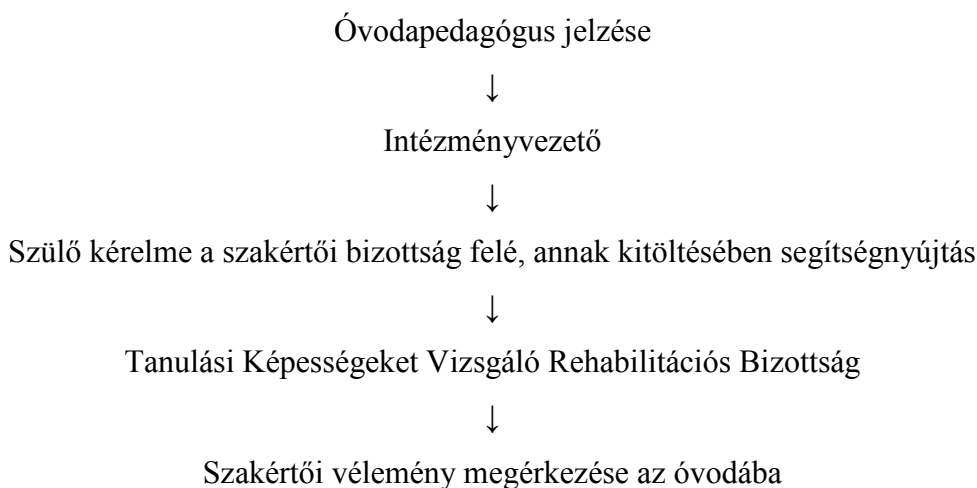 Óvodapedagógus jelzése
↓
Intézményvezető
↓
Szülő kérelme a szakértői bizottság felé, annak kitöltésében segítségnyújtás
↓
Tanulási Képességeket Vizsgáló Rehabilitációs Bizottság
↓
Szakértői vélemény megérkezése az óvodába